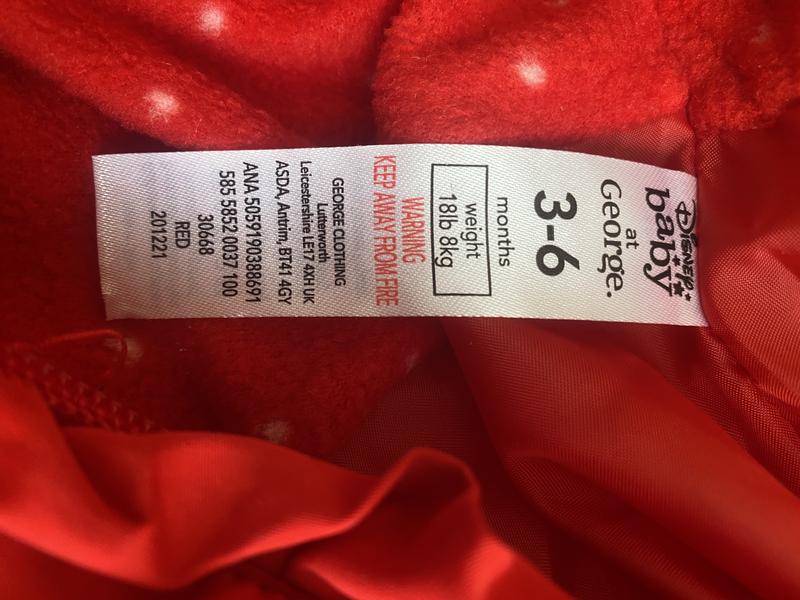 DISNEY
baby
at
George.
3-6
months
weight
18lb 8kg
WARNING
KEEP AWAY FROM FIRE
GEORGE CLOTHING
Lutterworth
Leicestershire LE17 4XH UK
ASDA, Antrim, BT41 4GY
ANA 5059190388691
585 5852 0037 100
30668
RED
201221